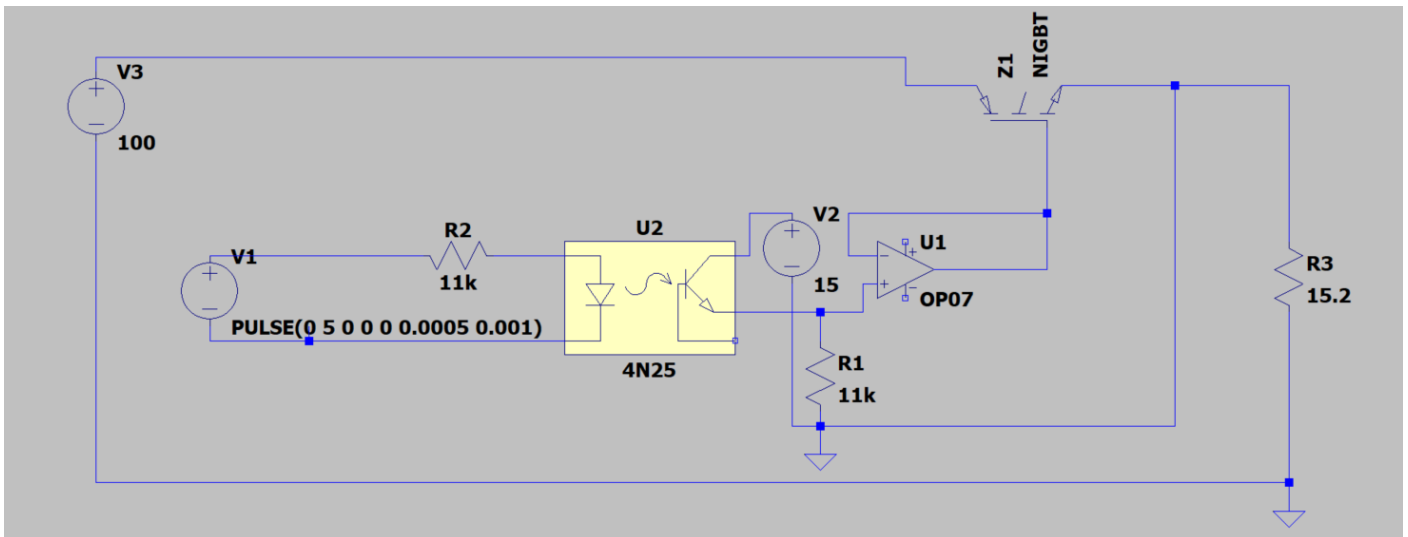 V3
100
Z1
NIGBT
V1
PULSE(0 5 0 0 0 0.0005 0.001)
R2
11k
U2
4N25
V2
15
U1
OP07
R1
11k
R3
15.2